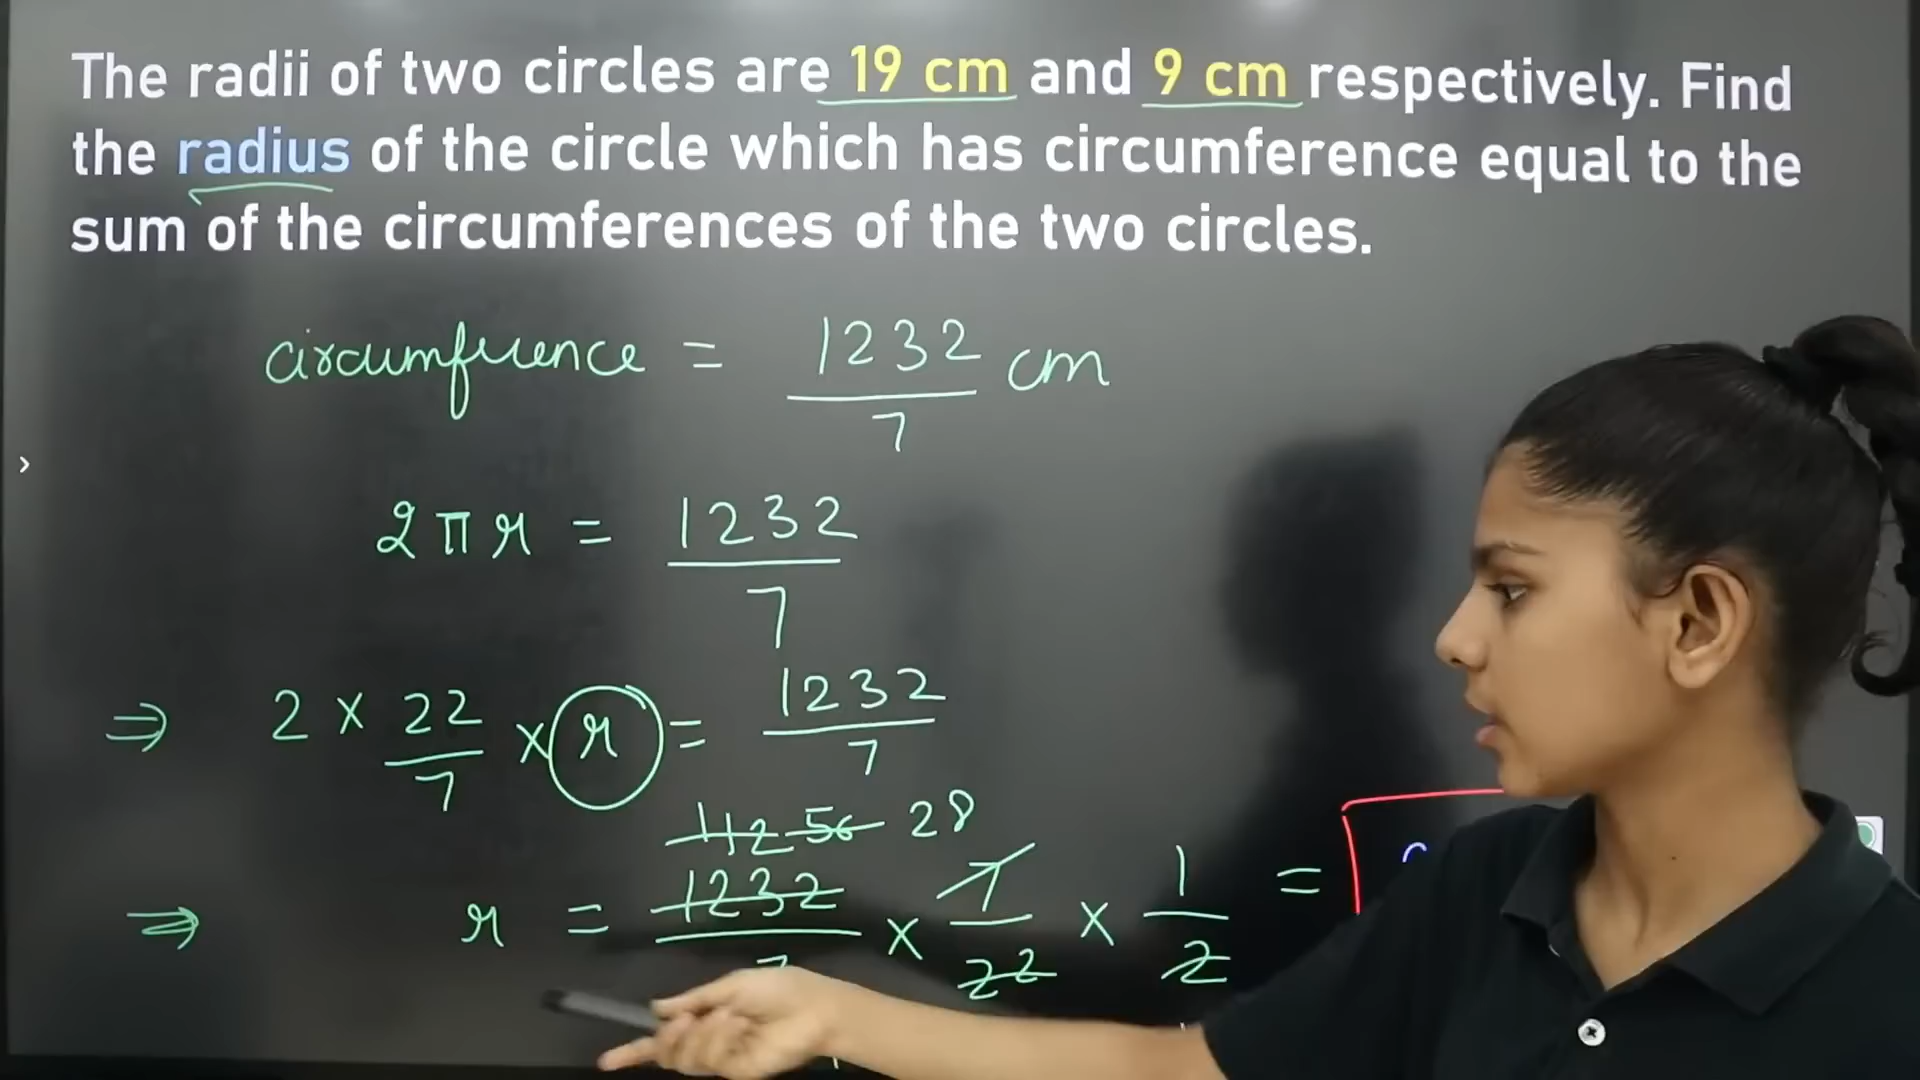 The radii of two circles are 19 cm and 9 cm respectively. Find
the radius of the circle which has circumference equal to the
sum of the circumferences of the two circles.
circumference = 1232/7 cm
2πr = 1232/7
⇒ 2 × 22/7 × r = 1232/7
112 56 28
⇒ r = 1232/7 × 7/22 × 1/2 =